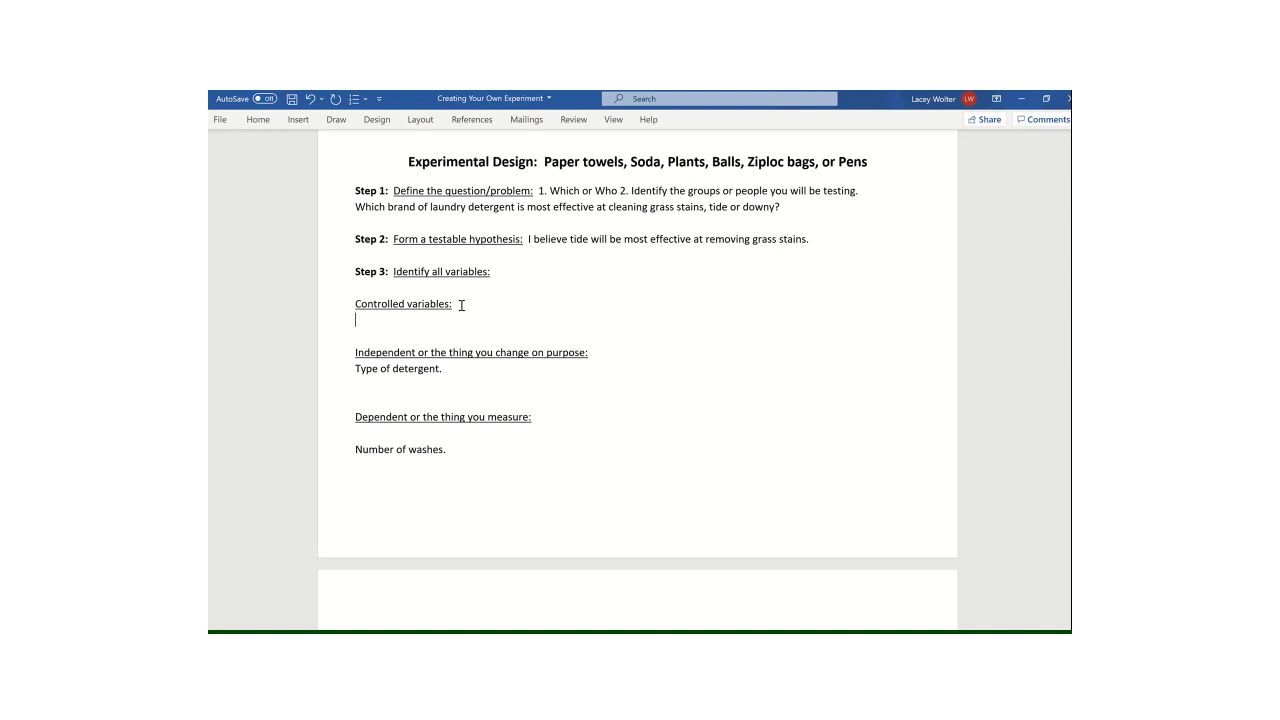 AutoSave Off Creating Your Own Experiment Search Lacey Wolter LW
File Home Insert Draw Design Layout References Mailings Review View Help Share Comments
Experimental Design: Paper towels, Soda, Plants, Balls, Ziploc bags, or Pens
Step 1: Define the question/problem: 1. Which or Who 2. Identify the groups or people you will be testing.
Which brand of laundry detergent is most effective at cleaning grass stains, tide or downy?
Step 2: Form a testable hypothesis: I believe tide will be most effective at removing grass stains.
Step 3: Identify all variables:
Controlled variables:
Independent or the thing you change on purpose:
Type of detergent.
Dependent or the thing you measure:
Number of washes.